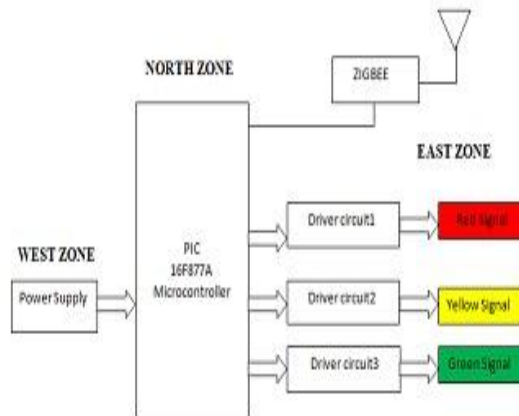 NORTH ZONE
ZIGBEE
EAST ZONE
Driver circuit1
Red Signal
PIC
16F877A
Microcontroller
WEST ZONE
Power Supply
Driver circuit2
Yellow Signal
Driver circuit3
Green Signal